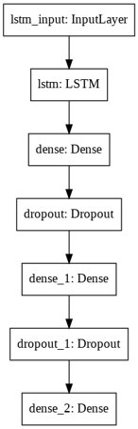 lstm_input: InputLayer
lstm: LSTM
dense: Dense
dropout: Dropout
dense_1: Dense
dropout_1: Dropout
dense_2: Dense